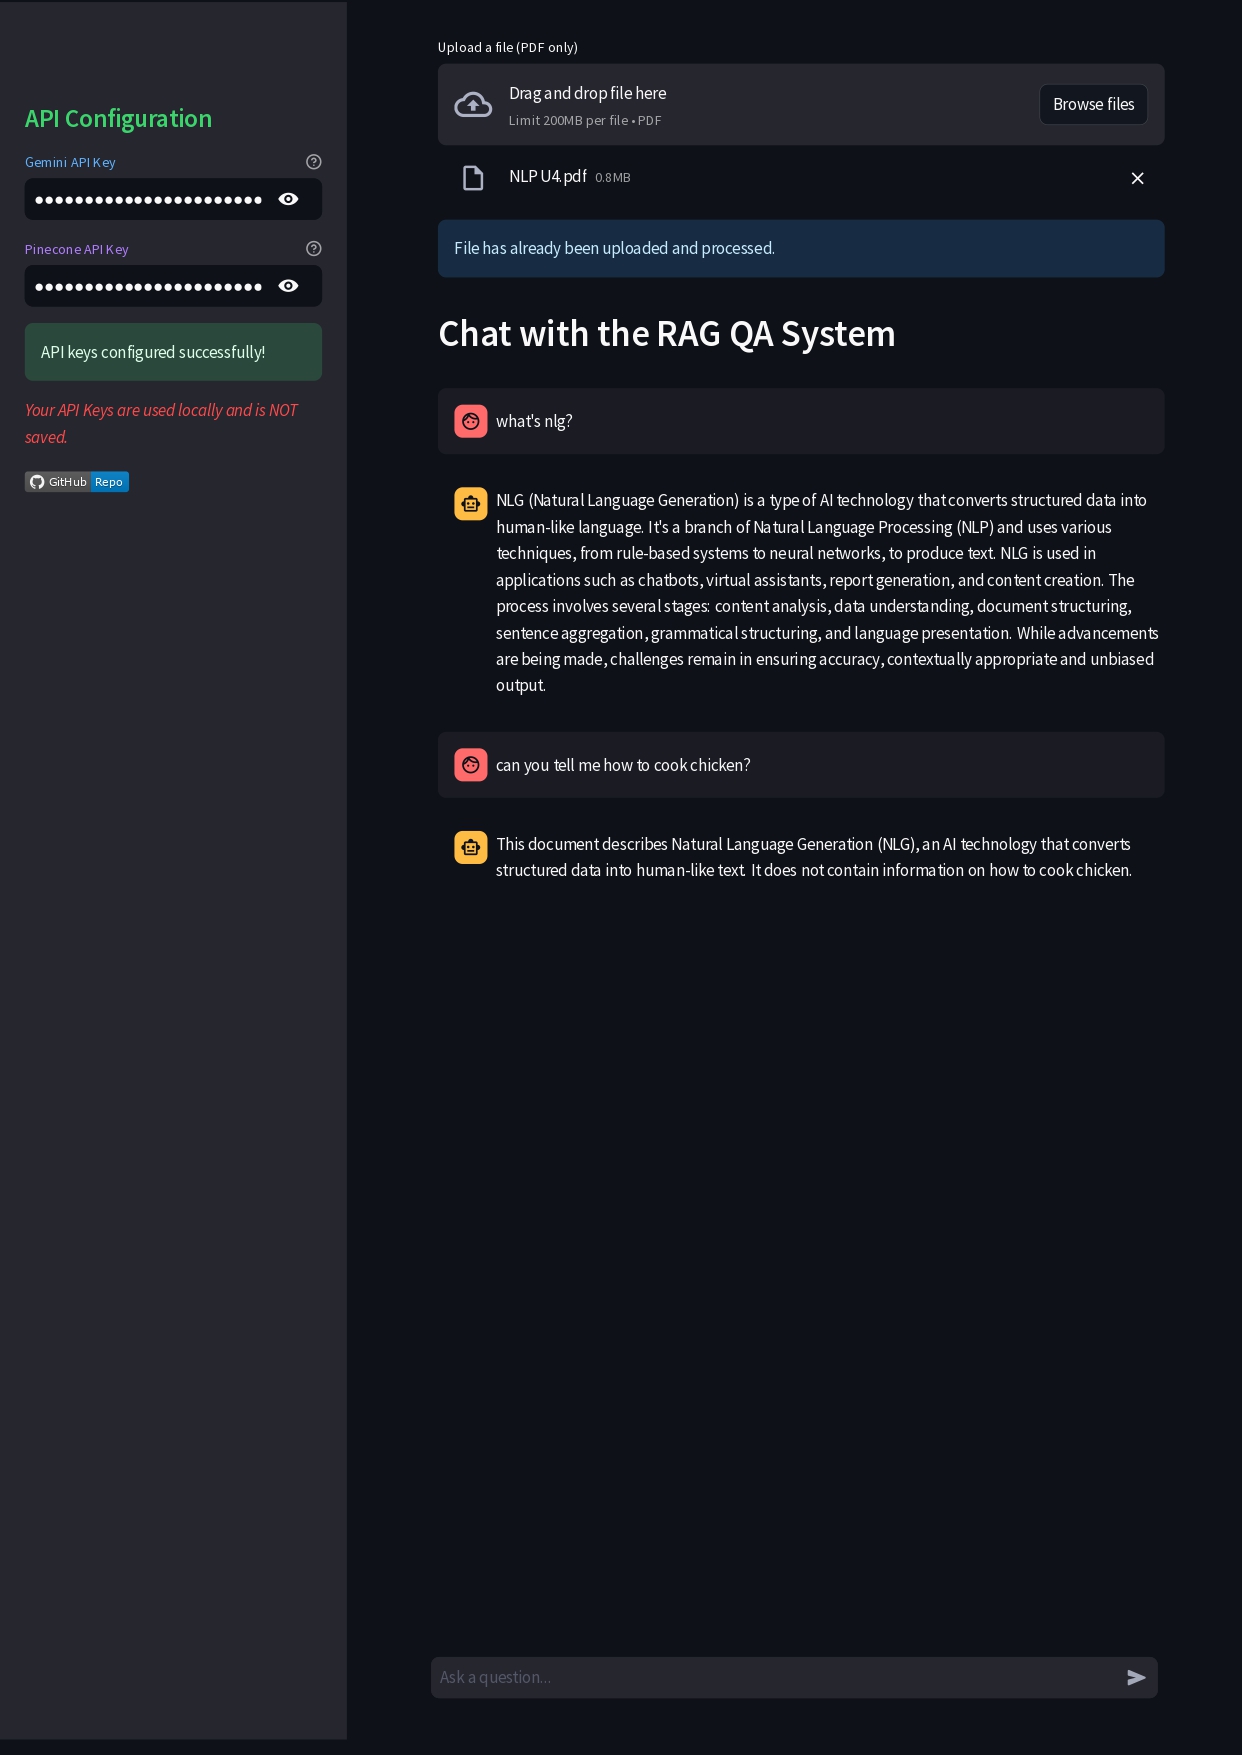 API Configuration
Gemini API Key
●●●●●●●●●●●●●●●●●●●●●●●
Pinecone API Key
●●●●●●●●●●●●●●●●●●●●●●●
API keys configured successfully!
Your API Keys are used locally and is NOT
saved.
GitHub Repo
Upload a file (PDF only)
Drag and drop file here
Limit 200MB per file • PDF
Browse files
NLP U4.pdf 0.8MB
File has already been uploaded and processed.
Chat with the RAG QA System
what's nlg?
NLG (Natural Language Generation) is a type of AI technology that converts structured data into
human-like language. It's a branch of Natural Language Processing (NLP) and uses various
techniques, from rule-based systems to neural networks, to produce text. NLG is used in
applications such as chatbots, virtual assistants, report generation, and content creation. The
process involves several stages: content analysis, data understanding, document structuring,
sentence aggregation, grammatical structuring, and language presentation. While advancements
are being made, challenges remain in ensuring accuracy, contextually appropriate and unbiased
output.
can you tell me how to cook chicken?
This document describes Natural Language Generation (NLG), an AI technology that converts
structured data into human-like text. It does not contain information on how to cook chicken.
Ask a question...